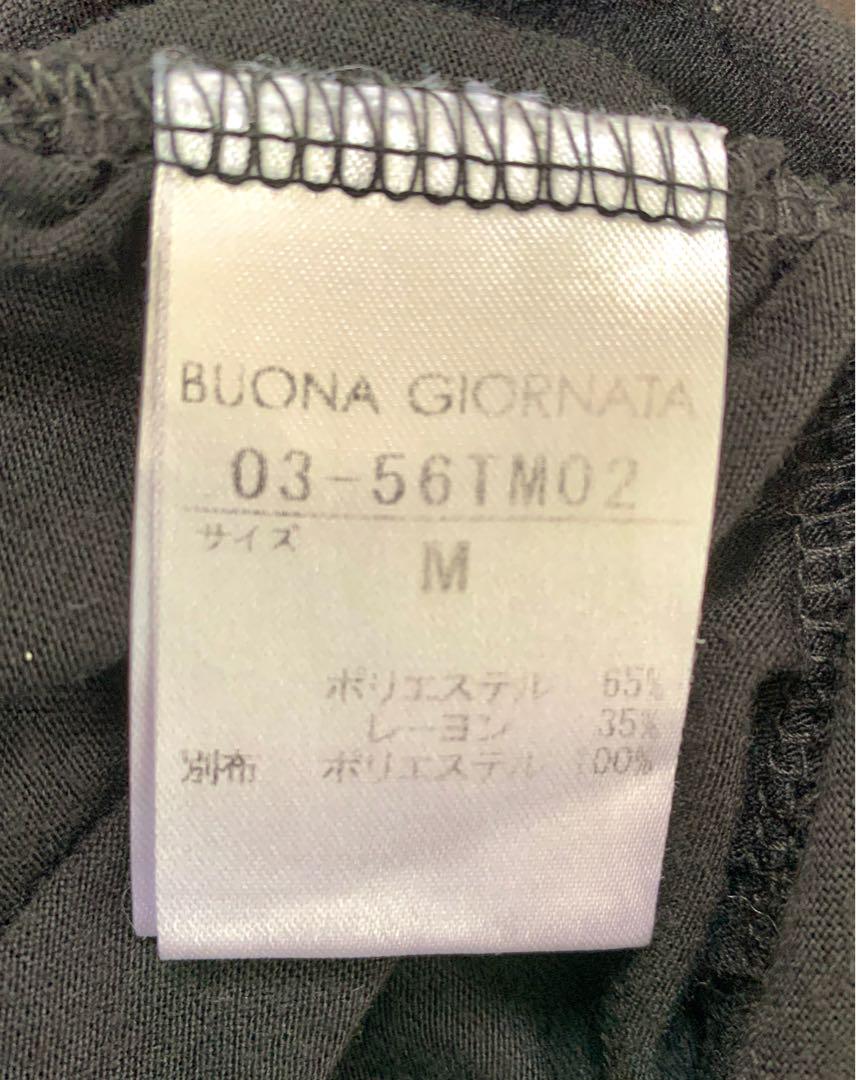 BUONA GIORNATA
03-56TM02
サイズ
M
ポリエステル 65%
レーヨン 35%
別布 ポリエステル 100%